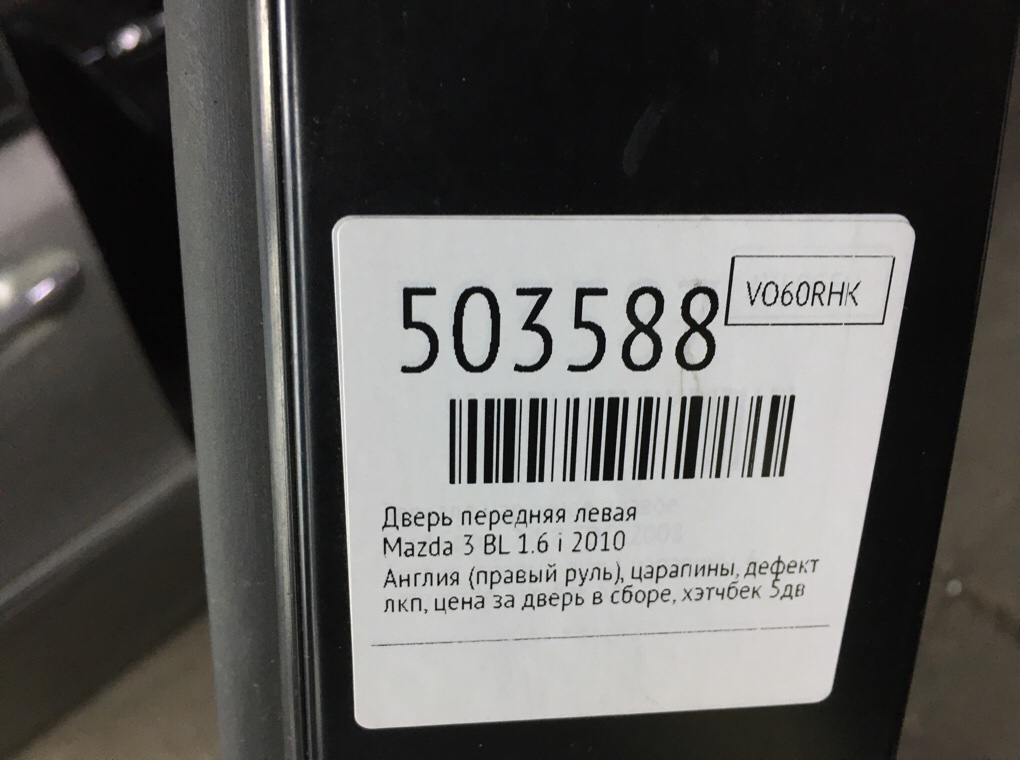 503588
VO60RHK
Дверь передняя левая
Mazda 3 BL 1.6 i 2010
Англия (правый руль), царапины, дефект
лкп, цена за дверь в сборе, хэтчбек 5дв